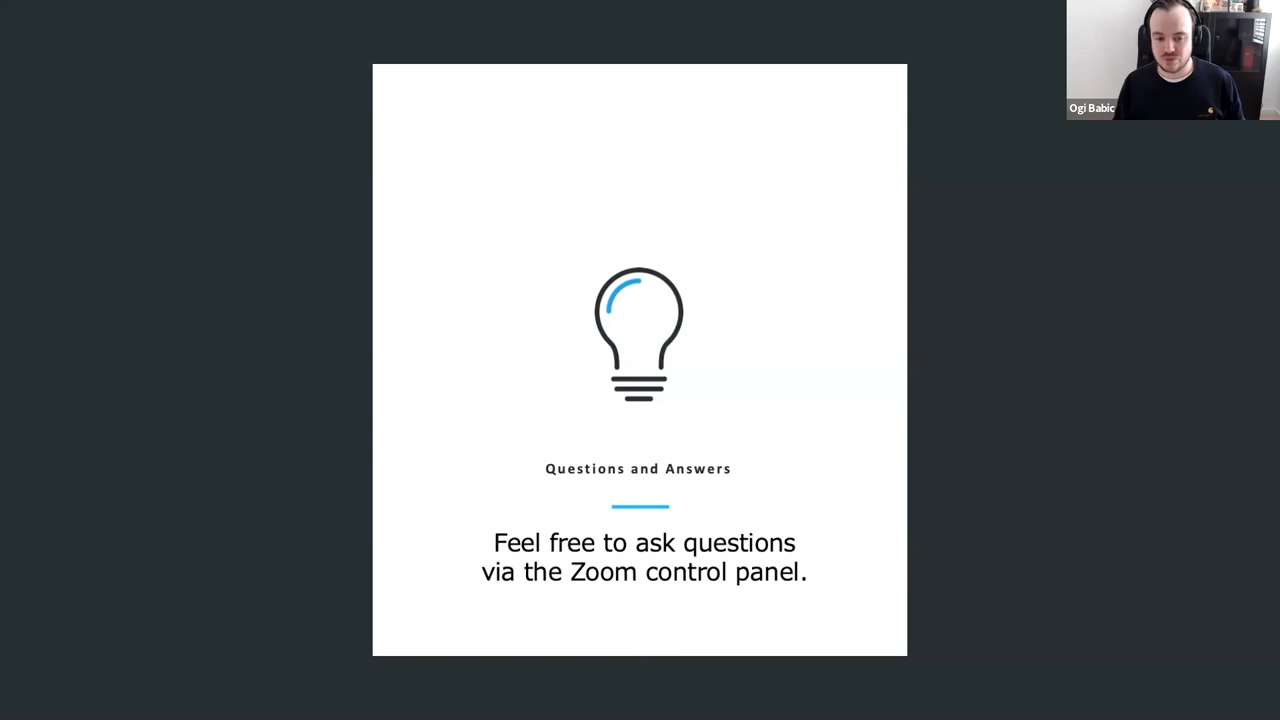 Ogi Babic
Questions and Answers
Feel free to ask questions
via the Zoom control panel.